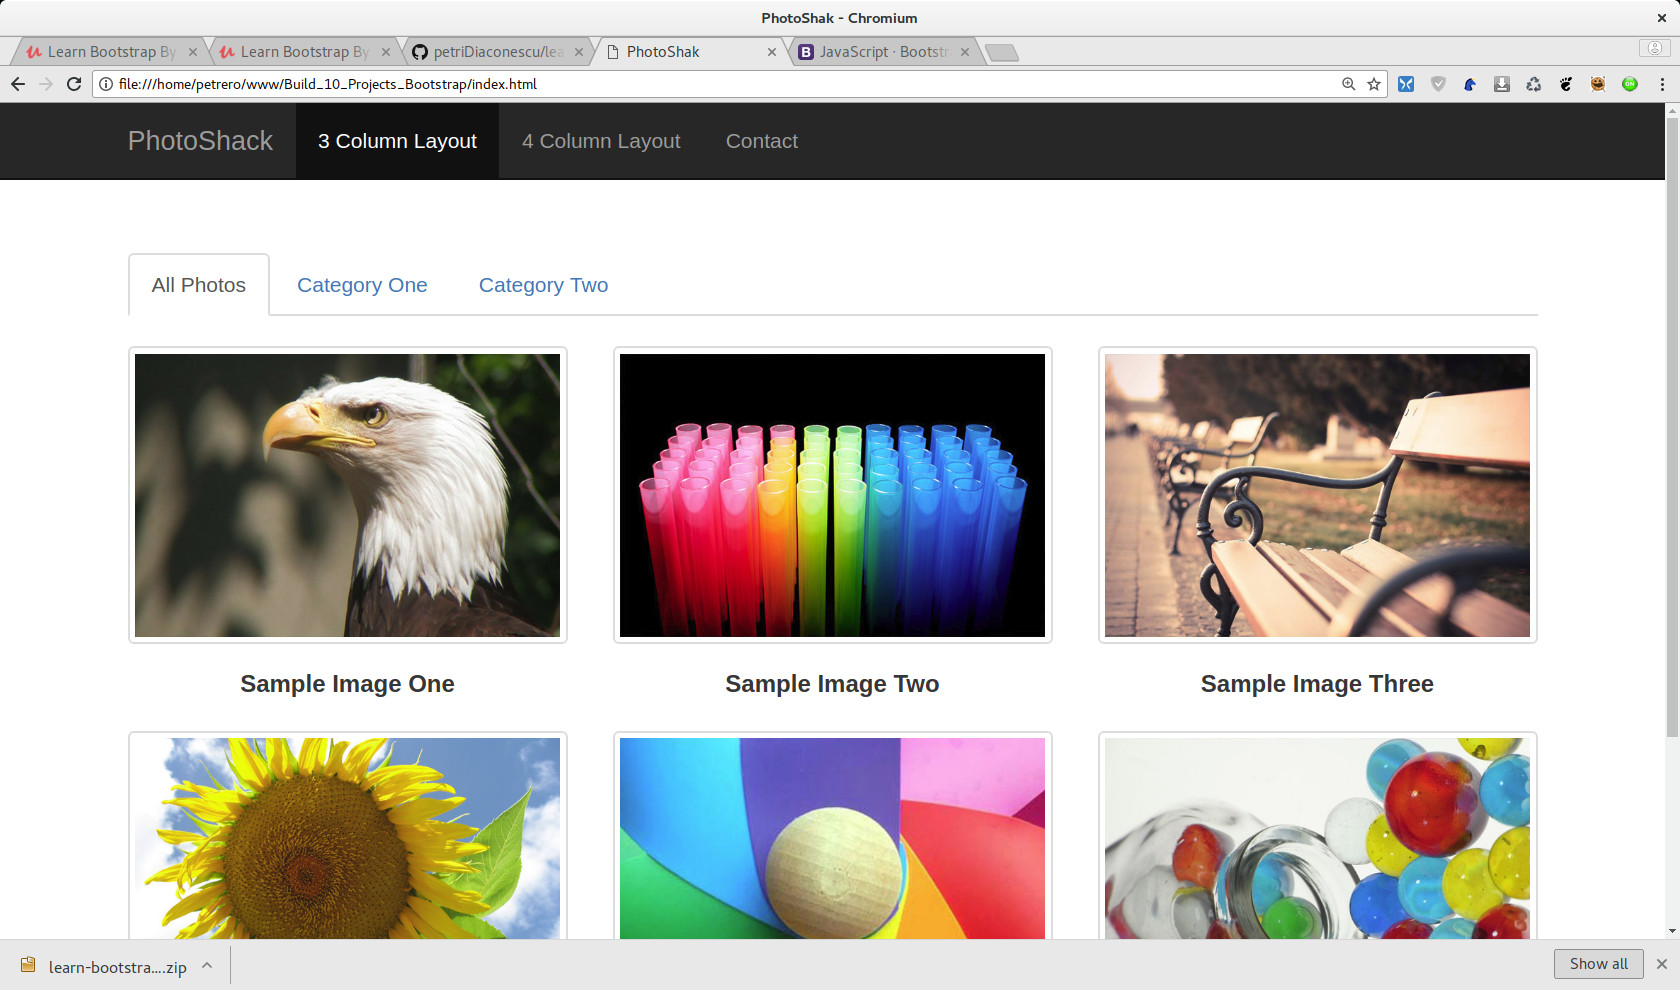 PhotoShak - Chromium
Learn Bootstrap By
Learn Bootstrap By
petriDiaconescu/lea
PhotoShak
JavaScript · Bootst
file:///home/petrero/www/Build_10_Projects_Bootstrap/index.html
PhotoShack
3 Column Layout
4 Column Layout
Contact
All Photos
Category One
Category Two
Sample Image One
Sample Image Two
Sample Image Three
learn-bootstra....zip
Show all